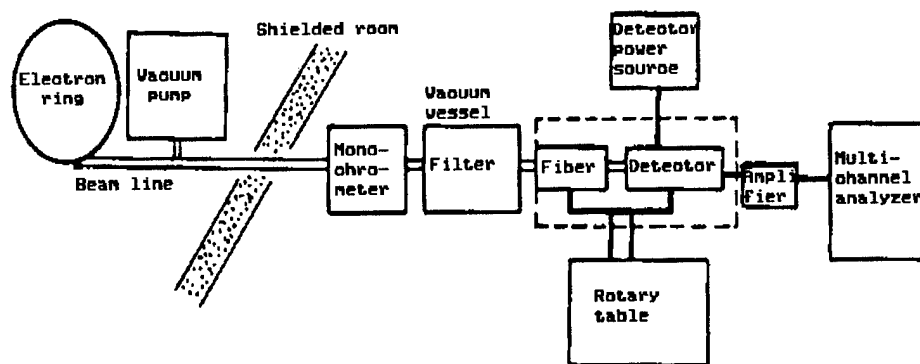 Electron
ring
Vacuum
pump
Shielded room
Beam line
Mono-
chro-
meter
Vacuum
vessel
Filter
Fiber
Detector
Detector
power
source
Ampli
fier
Multi-
channel
analyzer
Rotary
table